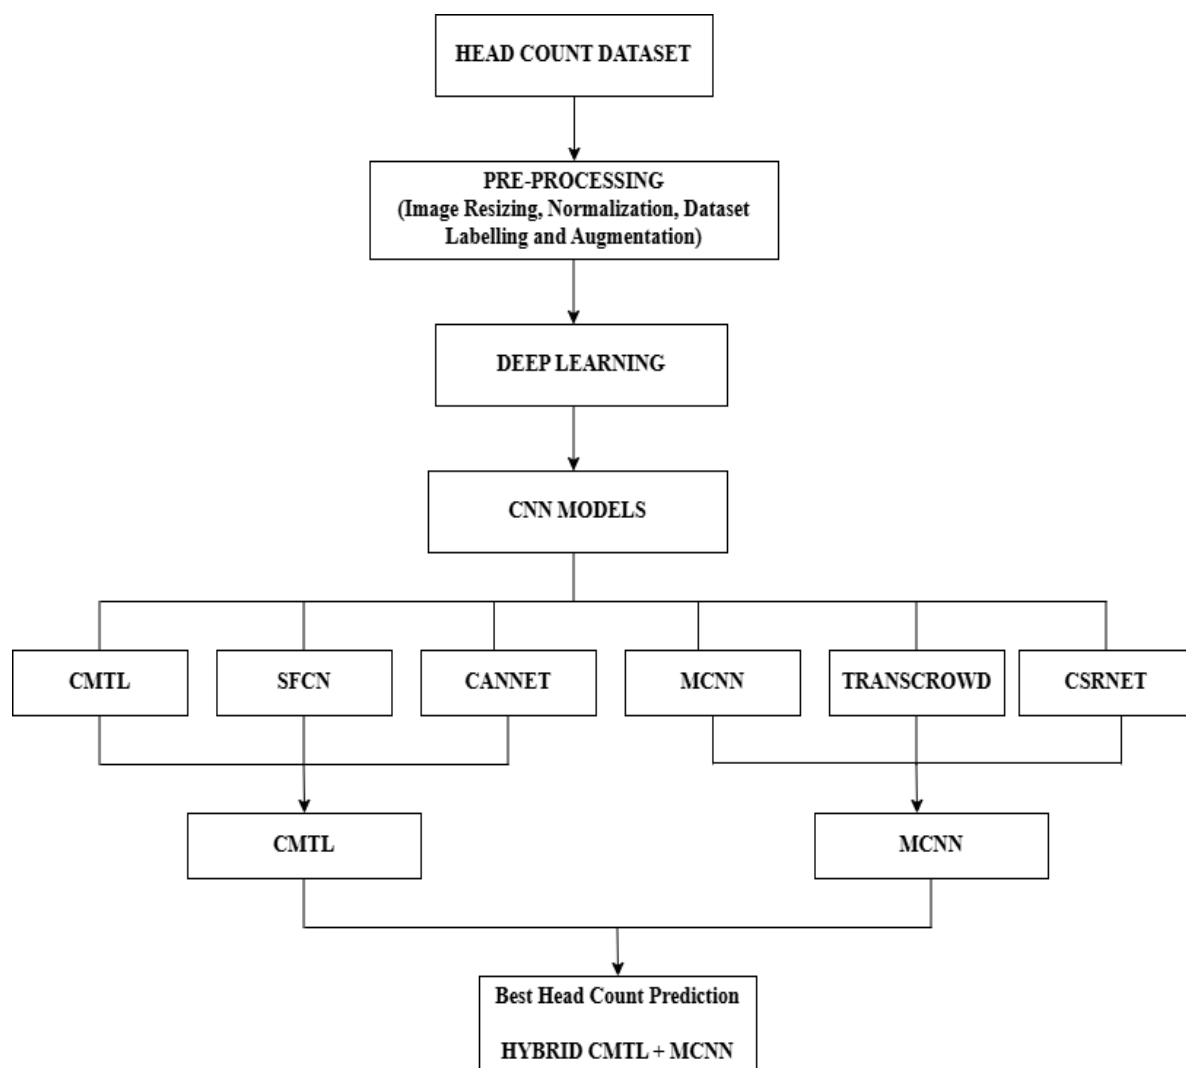 HEAD COUNT DATASET
PRE-PROCESSING
(Image Resizing, Normalization, Dataset
Labelling and Augmentation)
DEEP LEARNING
CNN MODELS
CMTL
SFCN
CANNET
MCNN
TRANSCROWD
CSRNET
CMTL
MCNN
Best Head Count Prediction
HYBRID CMTL + MCNN